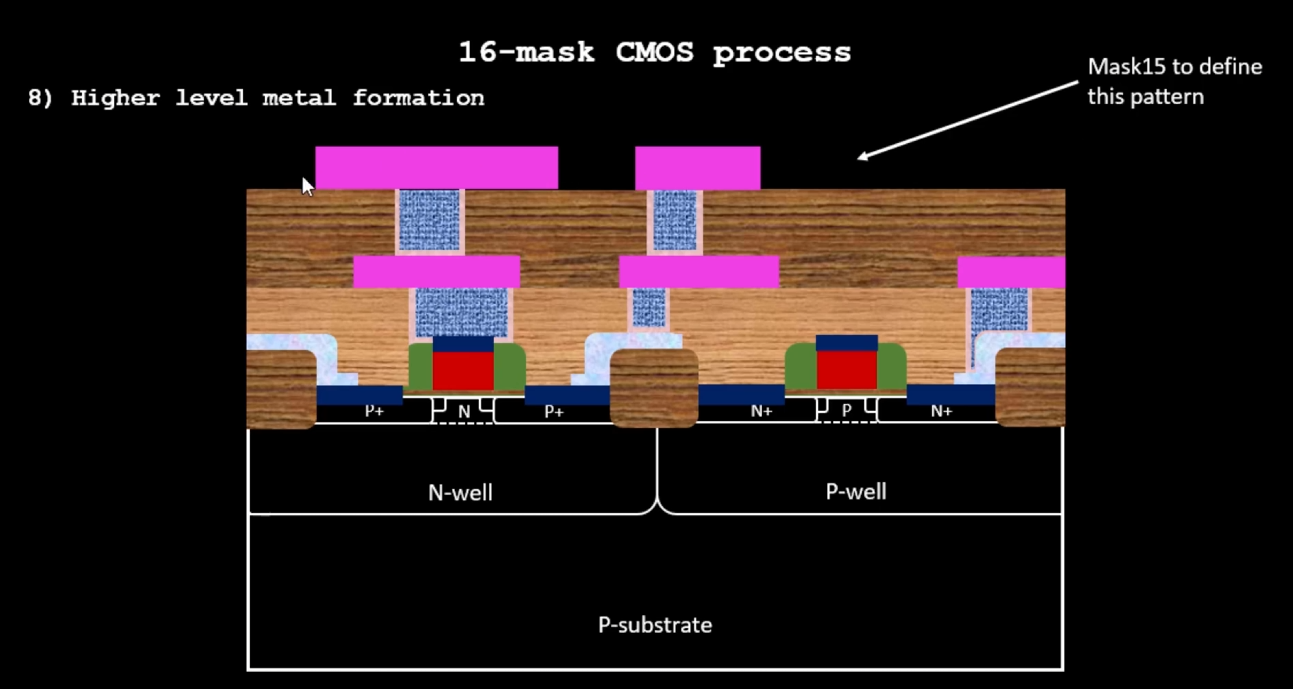 16-mask CMOS process
8) Higher level metal formation
Mask15 to define
this pattern
P+
N
P+
N+
P
N+
N-well
P-well
P-substrate